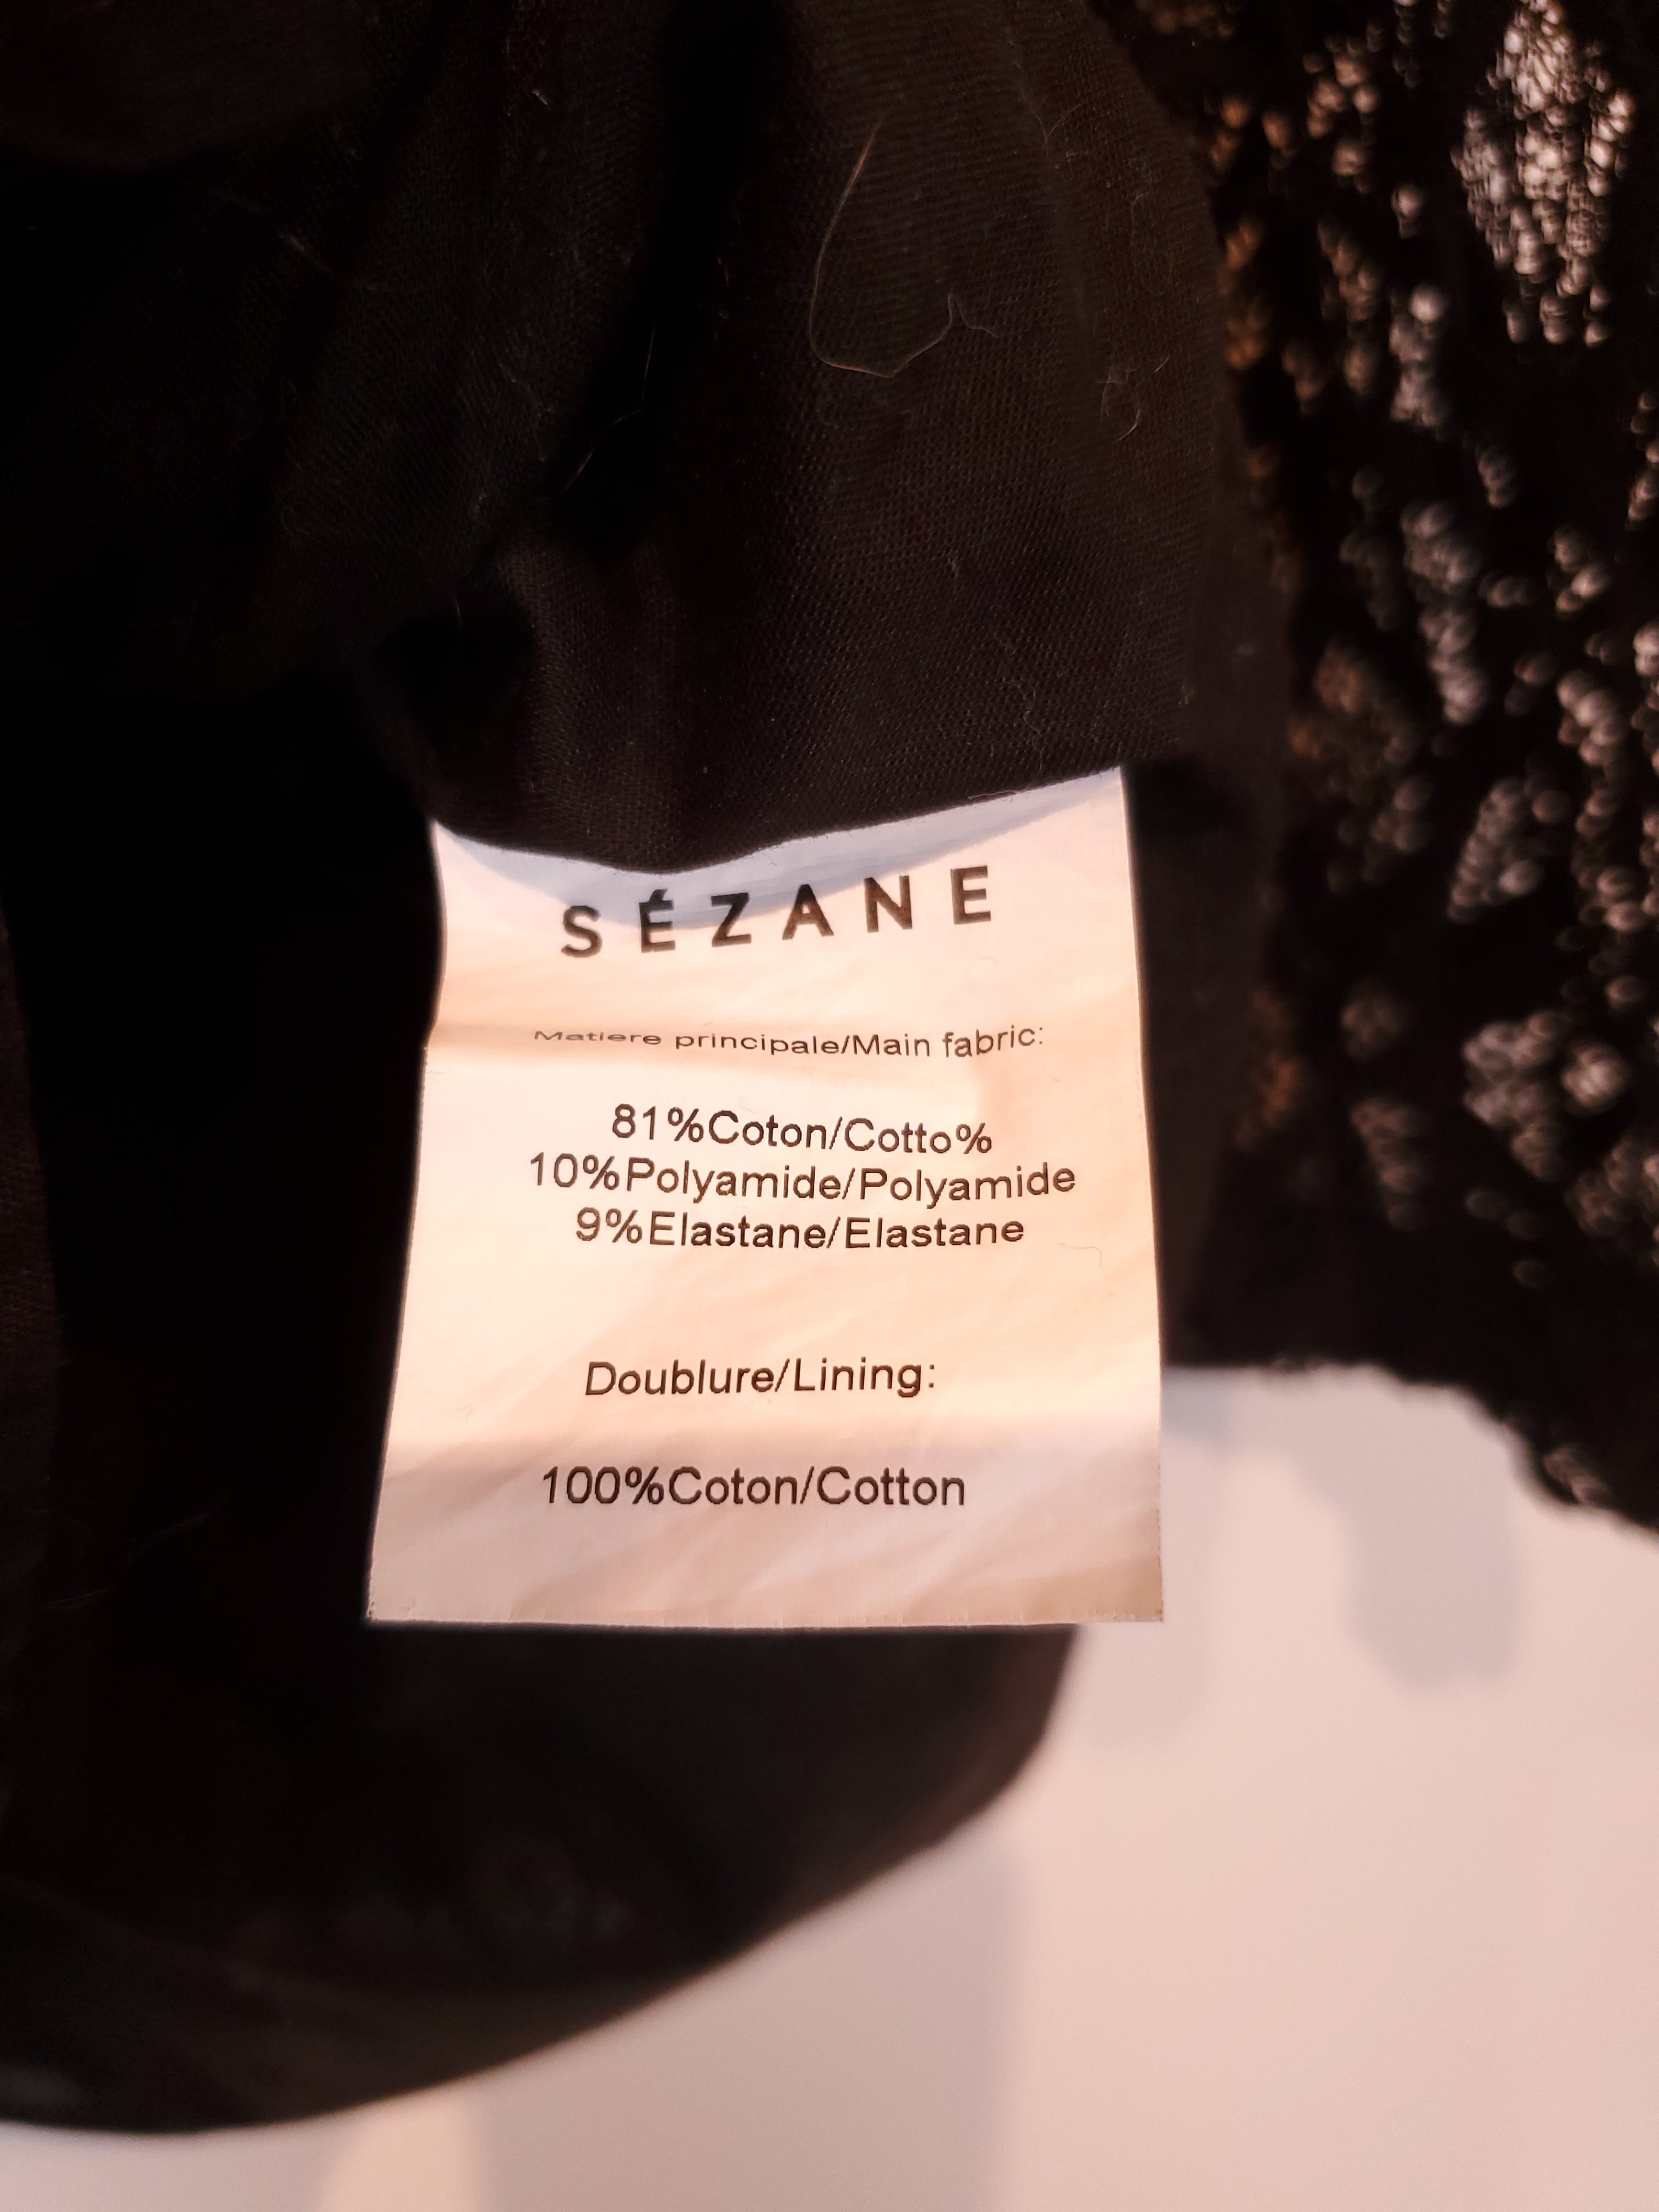 SÉZANE
Matiere principale/Main fabric:
81%Coton/Cotto%
10%Polyamide/Polyamide
9%Elastane/Elastane
Doublure/Lining:
100%Coton/Cotton